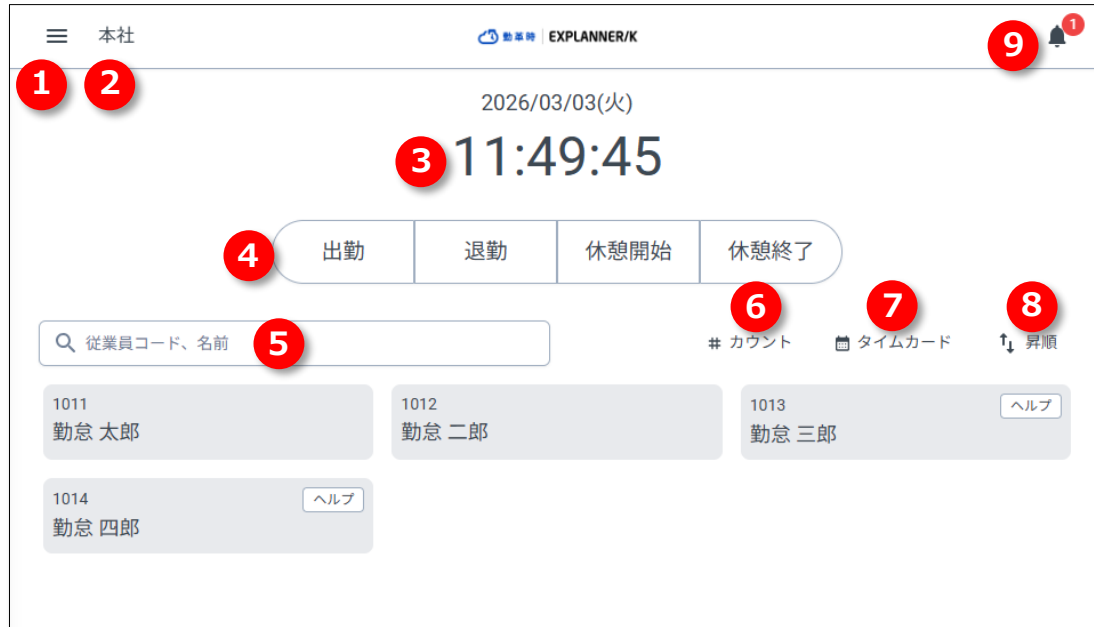 本社
勤革時 EXPLANNER/K
9
1
1
2
2026/03/03(火)
3
11:49:45
4
出勤
退勤
休憩開始
休憩終了
6
7
8
従業員コード、名前
5
# カウント
タイムカード
昇順
1011
勤怠 太郎
1012
勤怠 二郎
1013
ヘルプ
勤怠 三郎
1014
ヘルプ
勤怠 四郎